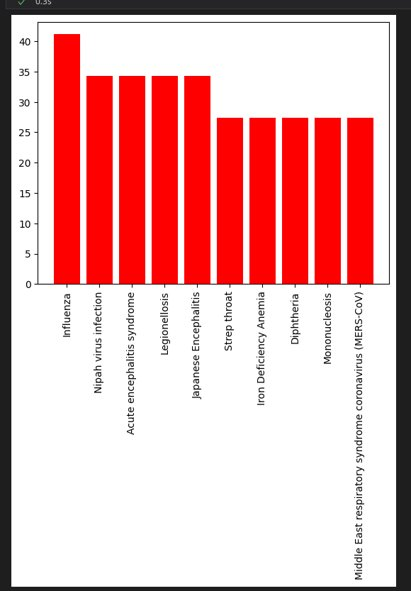 0.3s
40
35
30
25
20
15
10
5
0
Influenza
Nipah virus infection
Acute encephalitis syndrome
Legionellosis
Japanese Encephalitis
Strep throat
Iron Deficiency Anemia
Diphtheria
Mononucleosis
Middle East respiratory syndrome coronavirus (MERS-CoV)